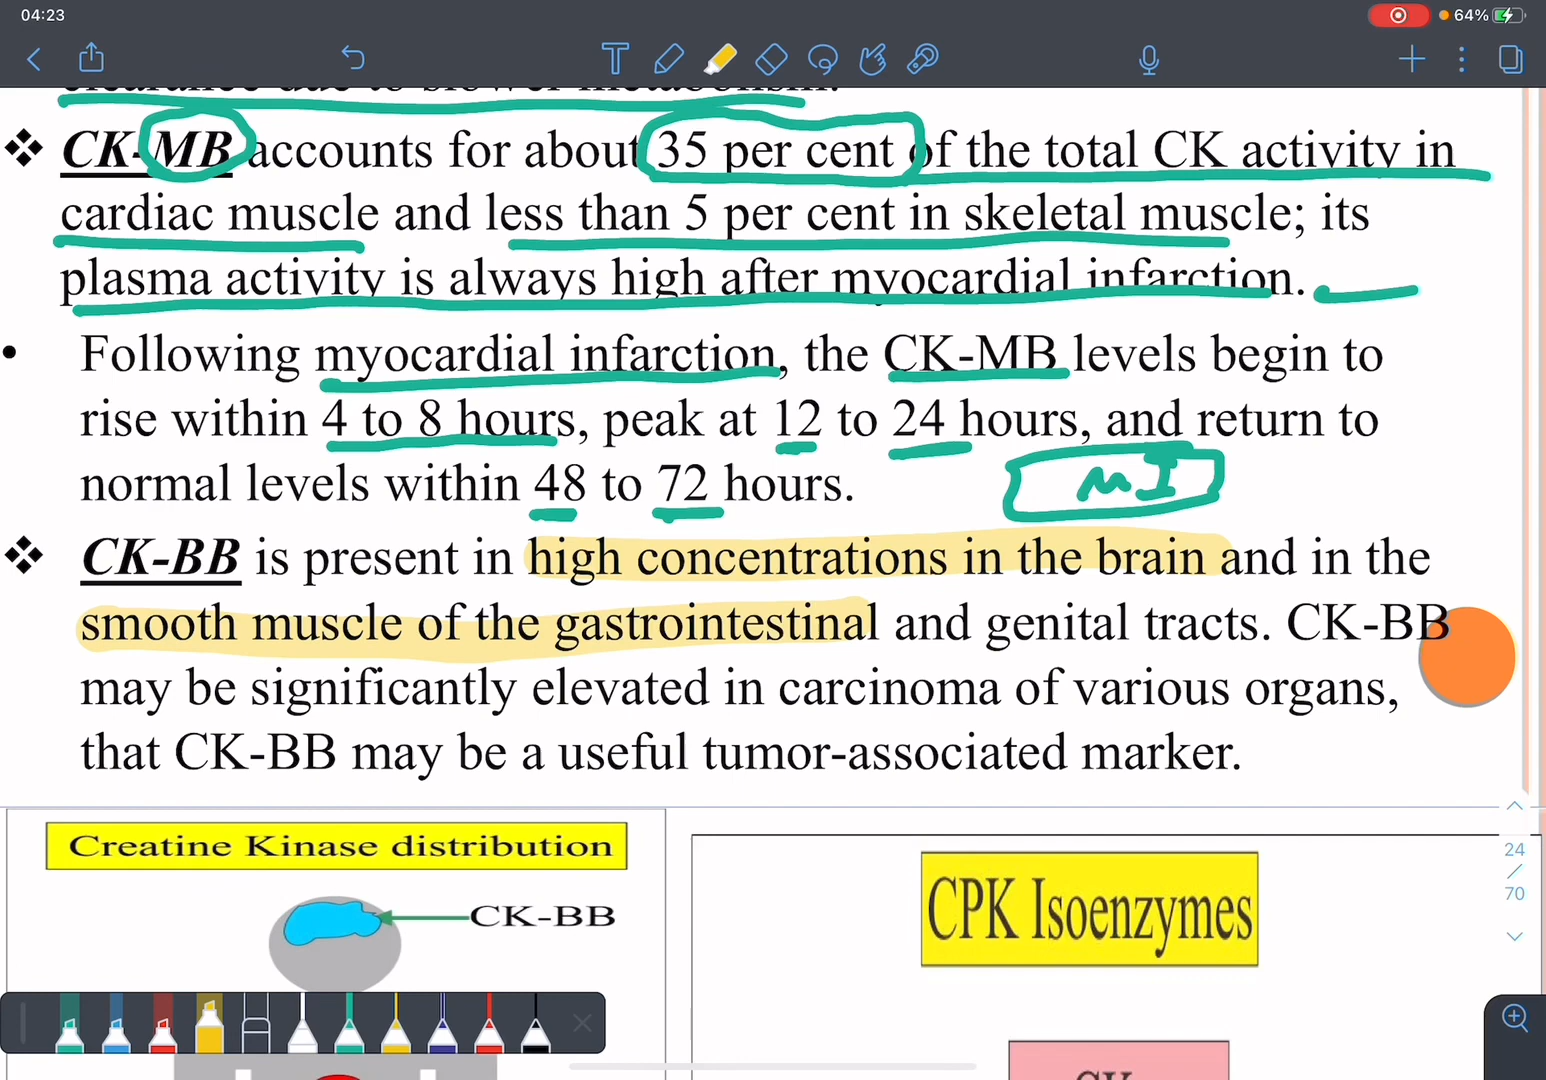 04:23
64%
clearance due to slower metabolism.
❖ CK-MB accounts for about 35 per cent of the total CK activity in
cardiac muscle and less than 5 per cent in skeletal muscle; its
plasma activity is always high after myocardial infarction.
• Following myocardial infarction, the CK-MB levels begin to
rise within 4 to 8 hours, peak at 12 to 24 hours, and return to
normal levels within 48 to 72 hours.
MI
❖ CK-BB is present in high concentrations in the brain and in the
smooth muscle of the gastrointestinal and genital tracts. CK-BB
may be significantly elevated in carcinoma of various organs,
that CK-BB may be a useful tumor-associated marker.
Creatine Kinase distribution
CK-BB
CPK Isoenzymes
24
/
70
CK